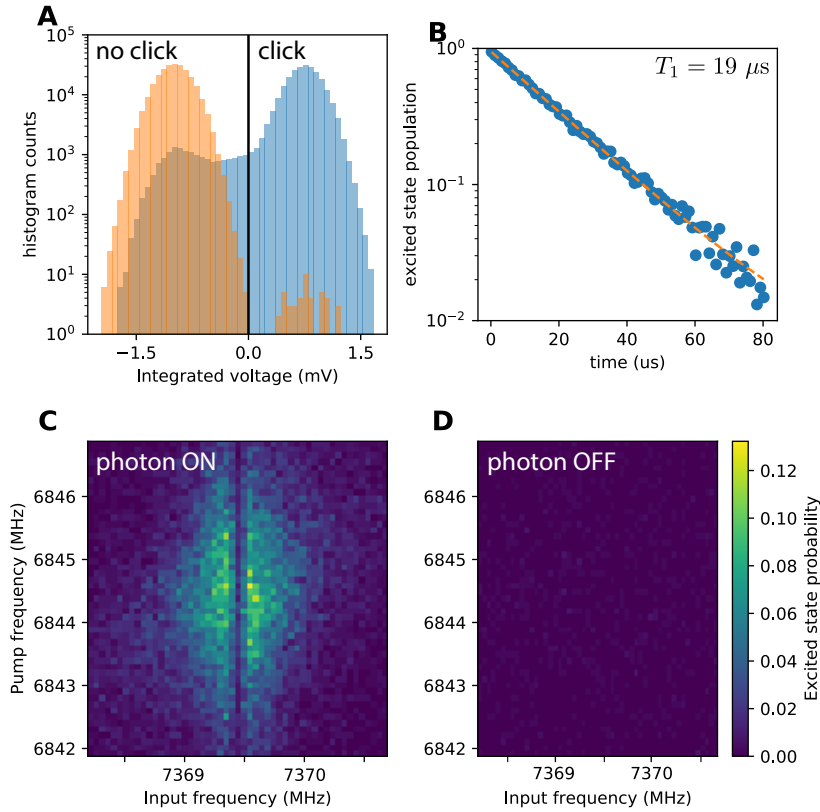 A
no click
click
10^5
10^4
10^3
10^2
10^1
10^0
histogram counts
−1.5
0.0
1.5
Integrated voltage (mV)
B
T_1 = 19 μs
10^0
10^−1
10^−2
excited state population
0
20
40
60
80
time (us)
C
photon ON
6846
6845
6844
6843
6842
Pump frequency (MHz)
7369
7370
Input frequency (MHz)
D
photon OFF
6846
6845
6844
6843
6842
7369
7370
Input frequency (MHz)
0.12
0.10
0.08
0.06
0.04
0.02
0.00
Excited state probability